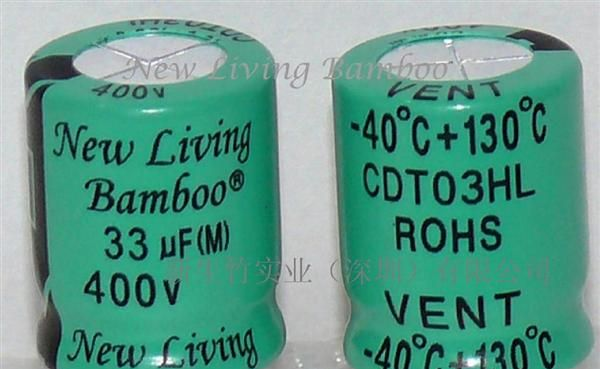 400V
New Living
Bamboo®
33 µF(M)
400V
New Living
VENT
-40°C+130°C
CDT03HL
ROHS
VENT
-40°C+130°C
New Living Bamboo
新生竹实业（深圳）有限公司